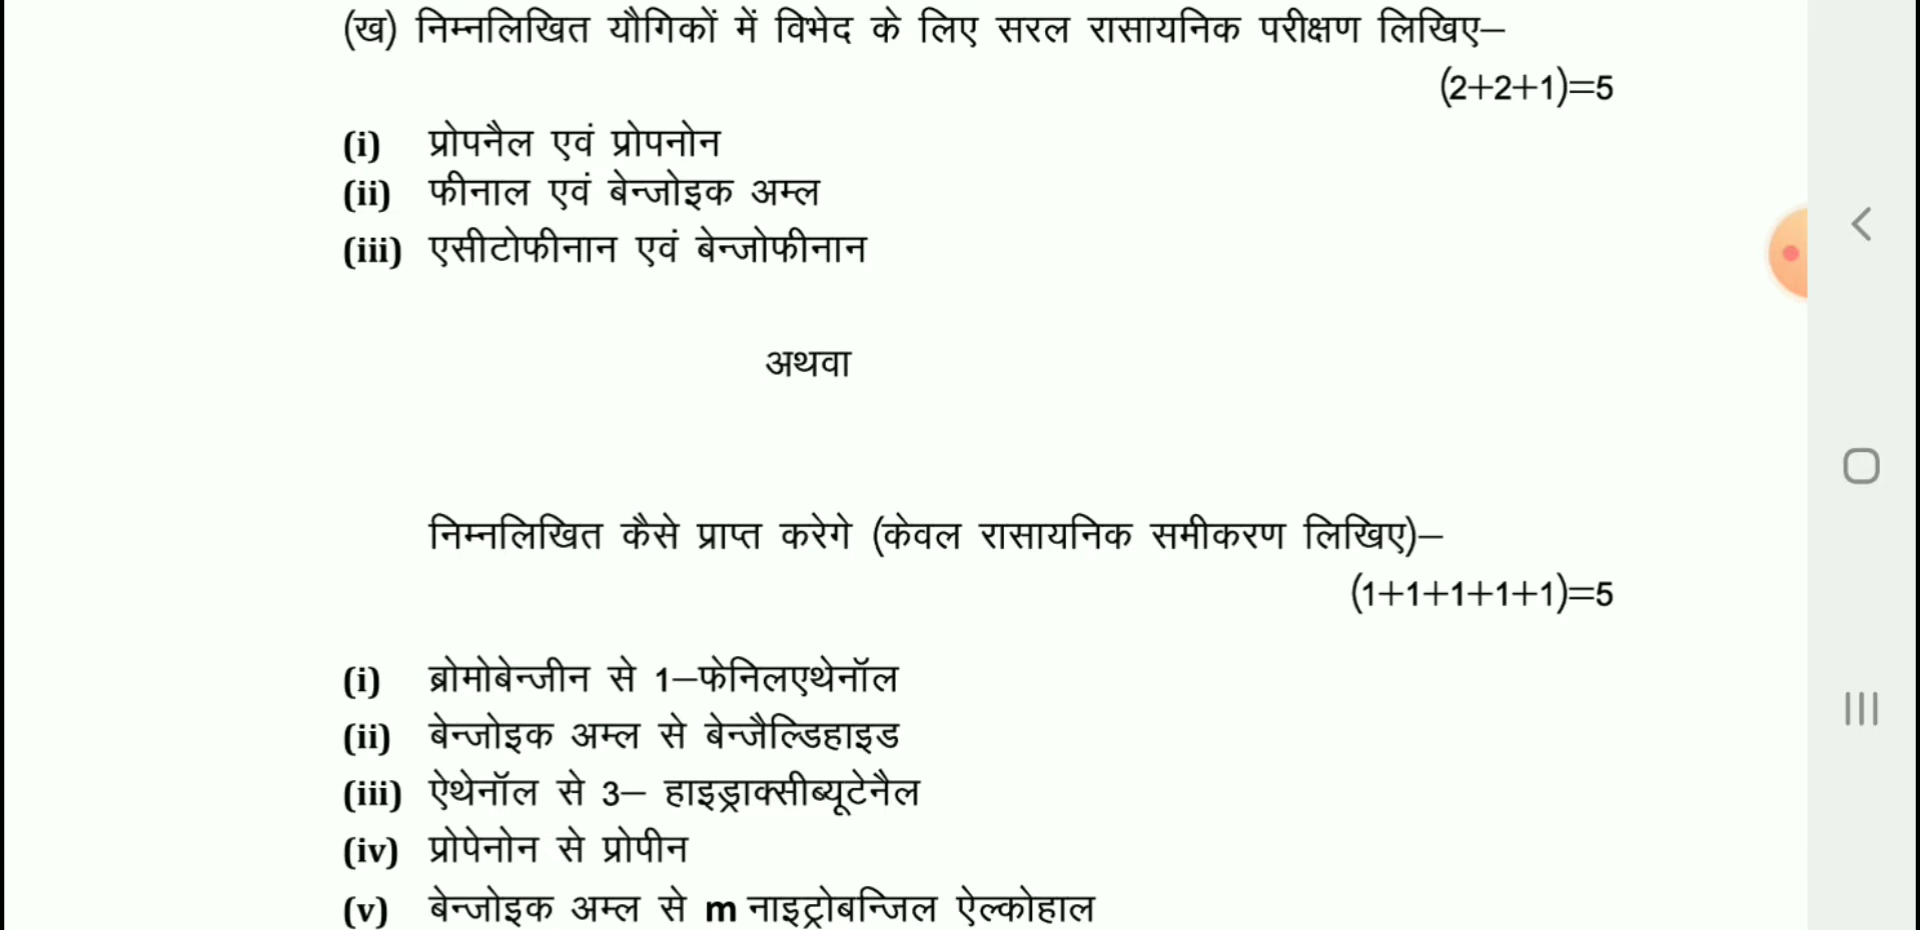 (ख) निम्नलिखित यौगिकों में विभेद के लिए सरल रासायनिक परीक्षण लिखिए–
(2+2+1)=5
(i) प्रोपनैल एवं प्रोपनोन
(ii) फीनाल एवं बेन्जोइक अम्ल
(iii) एसीटोफीनान एवं बेन्जोफीनान
अथवा
निम्नलिखित कैसे प्राप्त करेगे (केवल रासायनिक समीकरण लिखिए)–
(1+1+1+1+1)=5
(i) ब्रोमोबेन्जीन से 1–फेनिलएथेनॉल
(ii) बेन्जोइक अम्ल से बेन्जैल्डिहाइड
(iii) ऐथेनॉल से 3– हाइड्राक्सीब्यूटेनैल
(iv) प्रोपेनोन से प्रोपीन
(v) बेन्जोइक अम्ल से m नाइट्रोबन्जिल ऐल्कोहाल